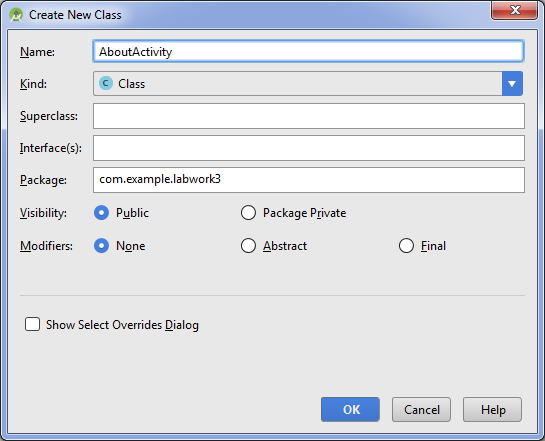 Create New Class
Name: AboutActivity
Kind: C Class
Superclass:
Interface(s):
Package: com.example.labwork3
Visibility: Public Package Private
Modifiers: None Abstract Final
Show Select Overrides Dialog
OK Cancel Help